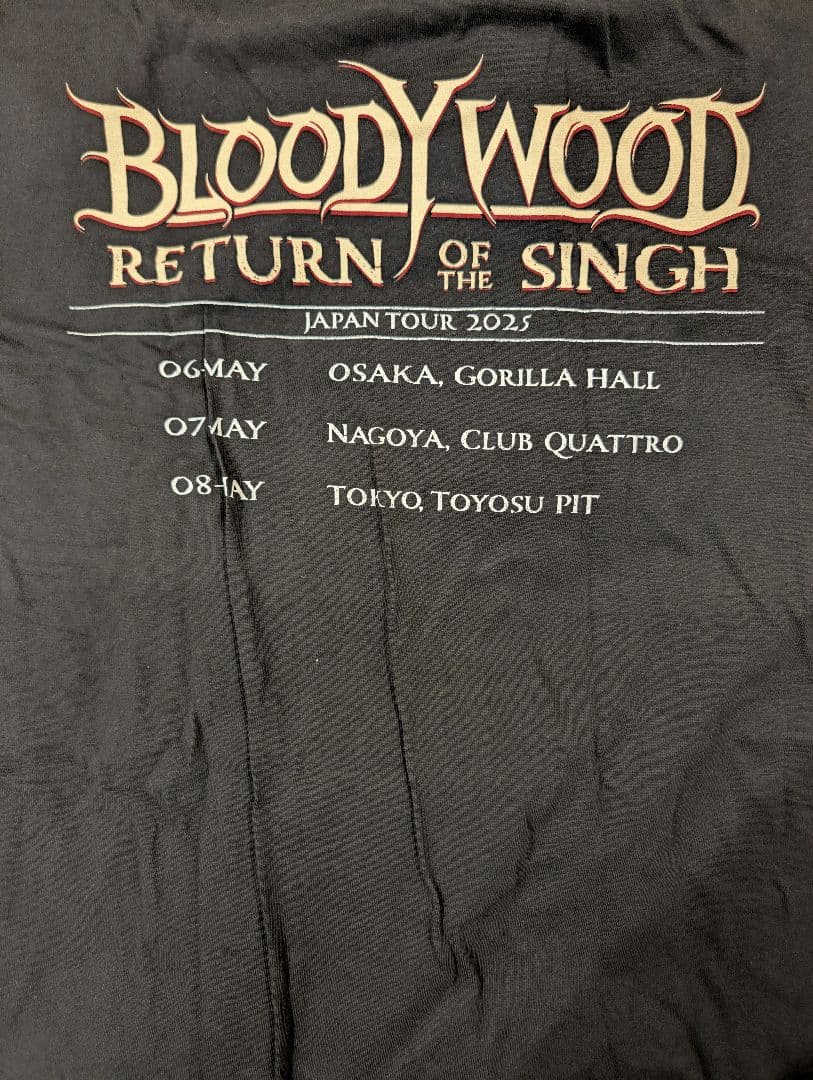 BLOODYWOOD
RETURN OF THE SINGH
JAPAN TOUR 2025
06-MAY OSAKA, GORILLA HALL
07-MAY NAGOYA, CLUB QUATTRO
08-MAY TOKYO, TOYOSU PIT